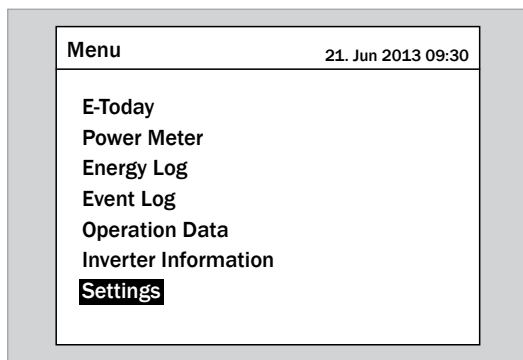 Menu
21. Jun 2013 09:30
E-Today
Power Meter
Energy Log
Event Log
Operation Data
Inverter Information
Settings